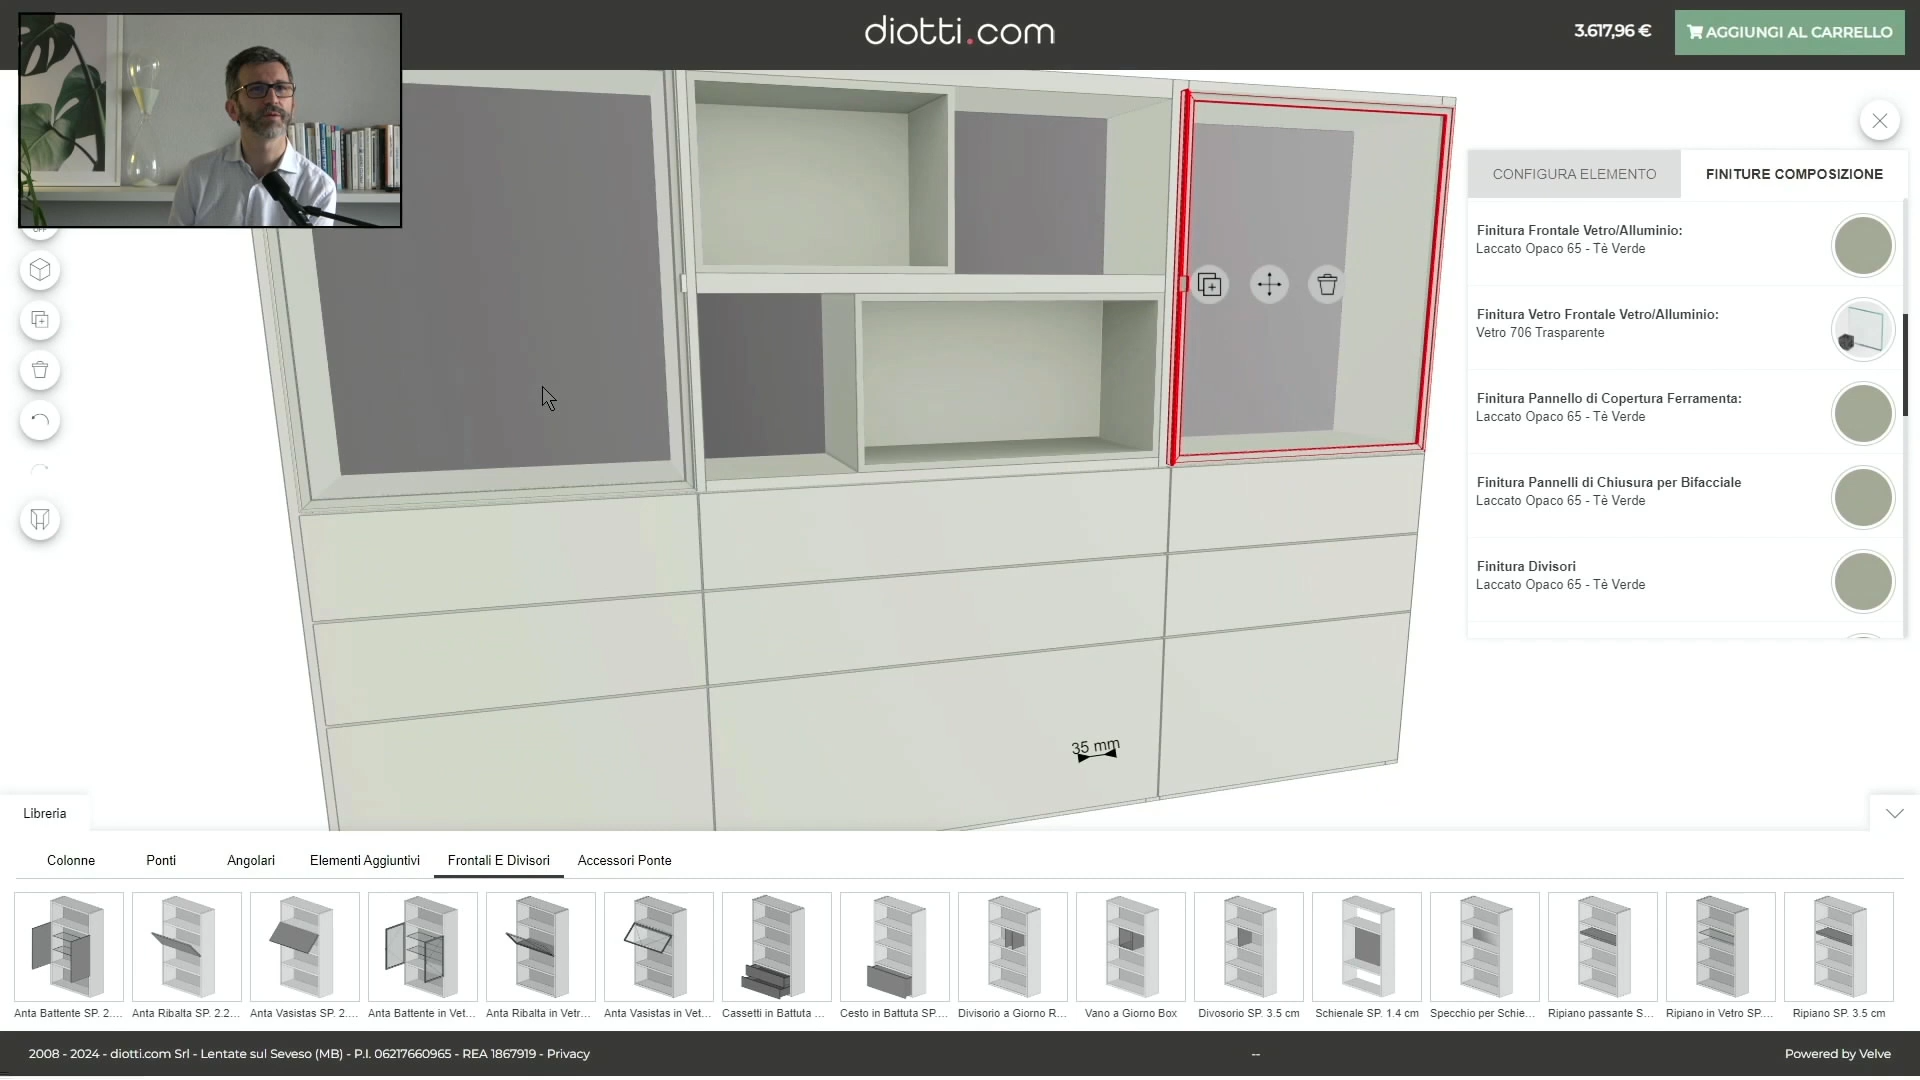 diotti.com
3.617,96 €
AGGIUNGI AL CARRELLO
CONFIGURA ELEMENTO
FINITURE COMPOSIZIONE
Finitura Frontale Vetro/Alluminio:
Laccato Opaco 65 - Tè Verde
Finitura Vetro Frontale Vetro/Alluminio:
Vetro 706 Trasparente
Finitura Pannello di Copertura Ferramenta:
Laccato Opaco 65 - Tè Verde
Finitura Pannelli di Chiusura per Bifacciale
Laccato Opaco 65 - Tè Verde
Finitura Divisori
Laccato Opaco 65 - Tè Verde
35 mm
Libreria
Colonne
Ponti
Angolari
Elementi Aggiuntivi
Frontali E Divisori
Accessori Ponte
Anta Battente SP. 2....
Anta Ribalta SP. 2.2...
Anta Vasistas SP. 2....
Anta Battente in Vet...
Anta Ribalta in Vetr...
Anta Vasistas in Vet...
Cassetti in Battuta ...
Cesto in Battuta SP....
Divisorio a Giorno R...
Vano a Giorno Box
Divosorio SP. 3.5 cm
Schienale SP. 1.4 cm
Specchio per Schie...
Ripiano passante S...
Ripiano in Vetro SP....
Ripiano SP. 3.5 cm
2008 - 2024 - diotti.com Srl - Lentate sul Seveso (MB) - P.I. 06217660965 - REA 1867919 - Privacy
--
Powered by Velve